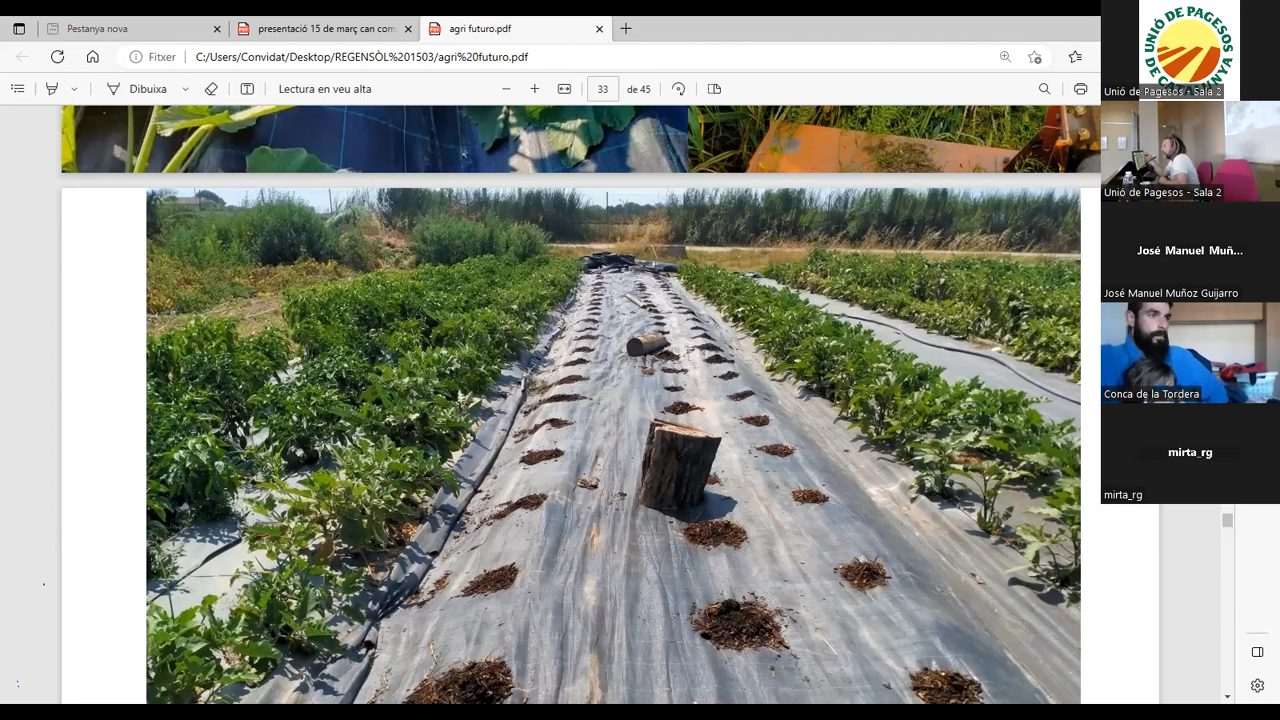 Pestanya nova
presentació 15 de març can com
agri futuro.pdf
Fitxer
C:/Users/Convidat/Desktop/REGENSÒL%201503/agri%20futuro.pdf
Dibuixa
Lectura en veu alta
33
de 45
UNIÓ DE PAGESOS
DE CATALUNYA
Unió de Pagesos - Sala 2
Unió de Pagesos - Sala 2
José Manuel Muñ...
José Manuel Muñoz Guijarro
Conca de la Tordera
mirta_rg
mirta_rg